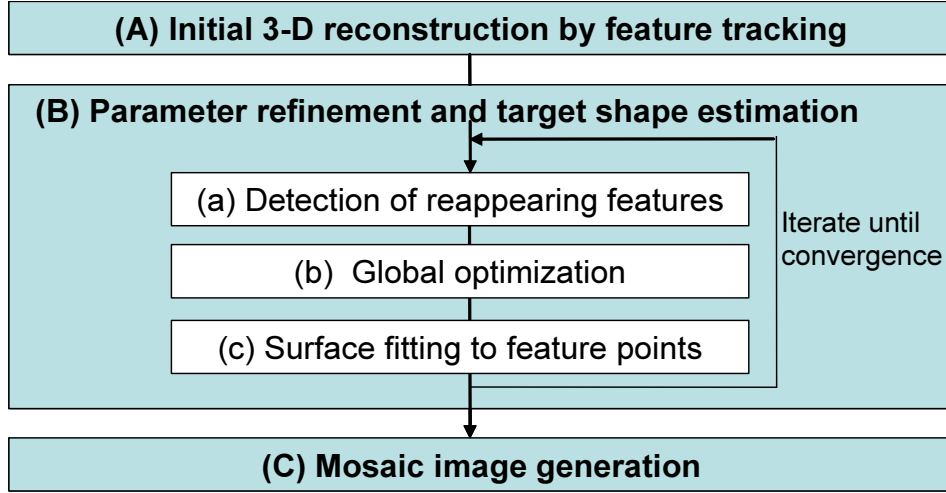 (A) Initial 3-D reconstruction by feature tracking
(B) Parameter refinement and target shape estimation
(a) Detection of reappearing features
(b) Global optimization
(c) Surface fitting to feature points
Iterate until
convergence
(C) Mosaic image generation